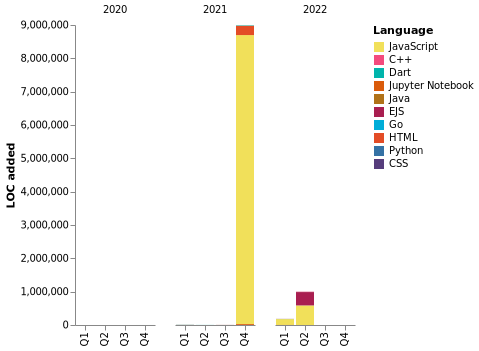 2020 2021 2022
9,000,000
8,000,000
7,000,000
6,000,000
5,000,000
4,000,000
3,000,000
2,000,000
1,000,000
0
LOC added
Q1 Q2 Q3 Q4 Q1 Q2 Q3 Q4 Q1 Q2 Q3 Q4
Language
JavaScript
C++
Dart
Jupyter Notebook
Java
EJS
Go
HTML
Python
CSS